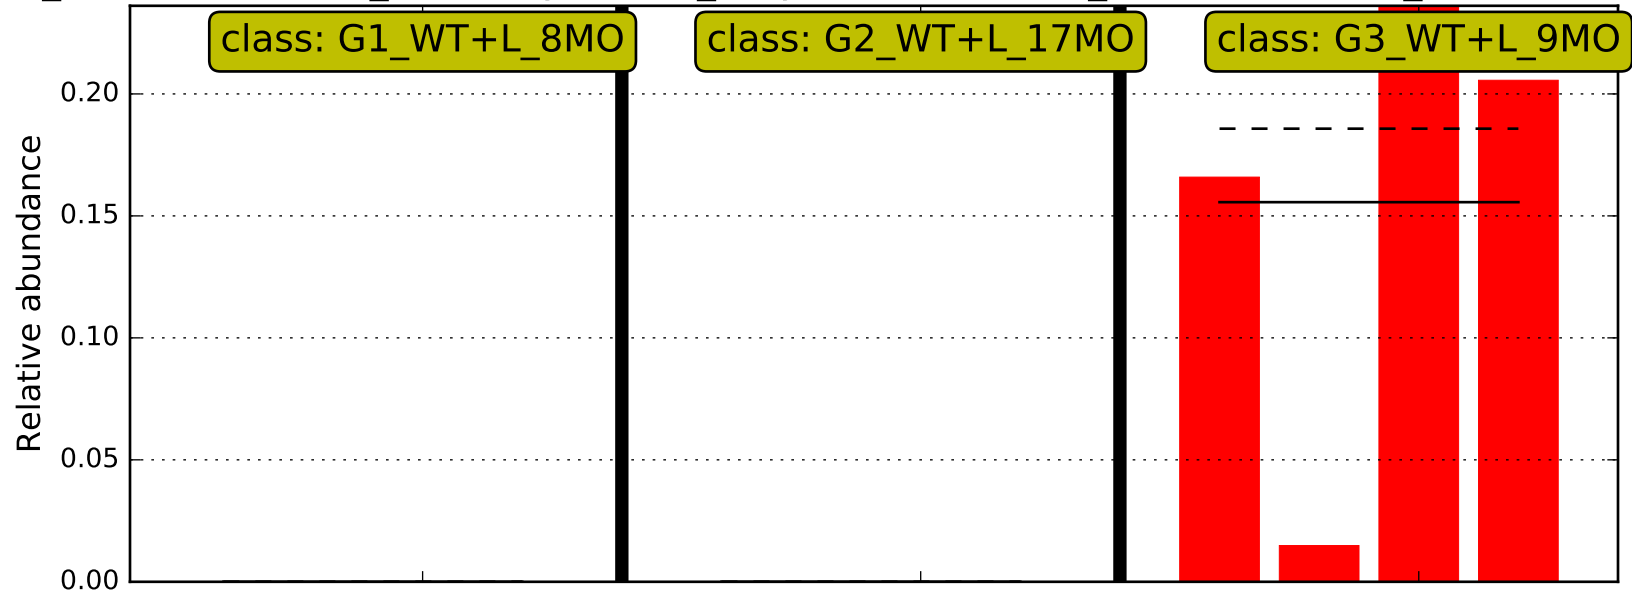 class: G1_WT+L_8MO
class: G2_WT+L_17MO
class: G3_WT+L_9MO
0.20
0.15
0.10
0.05
0.00
Relative abundance